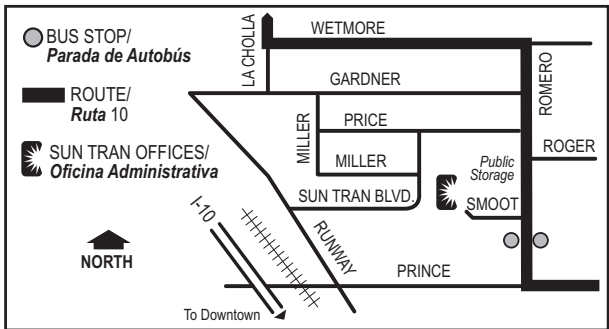 BUS STOP/
Parada de Autobús
ROUTE/
Ruta 10
SUN TRAN OFFICES/
Oficina Administrativa
NORTH
WETMORE
LA CHOLLA
GARDNER
ROMERO
MILLER
PRICE
ROGER
MILLER
Public
Storage
SUN TRAN BLVD.
SMOOT
I-10
RUNWAY
PRINCE
To Downtown